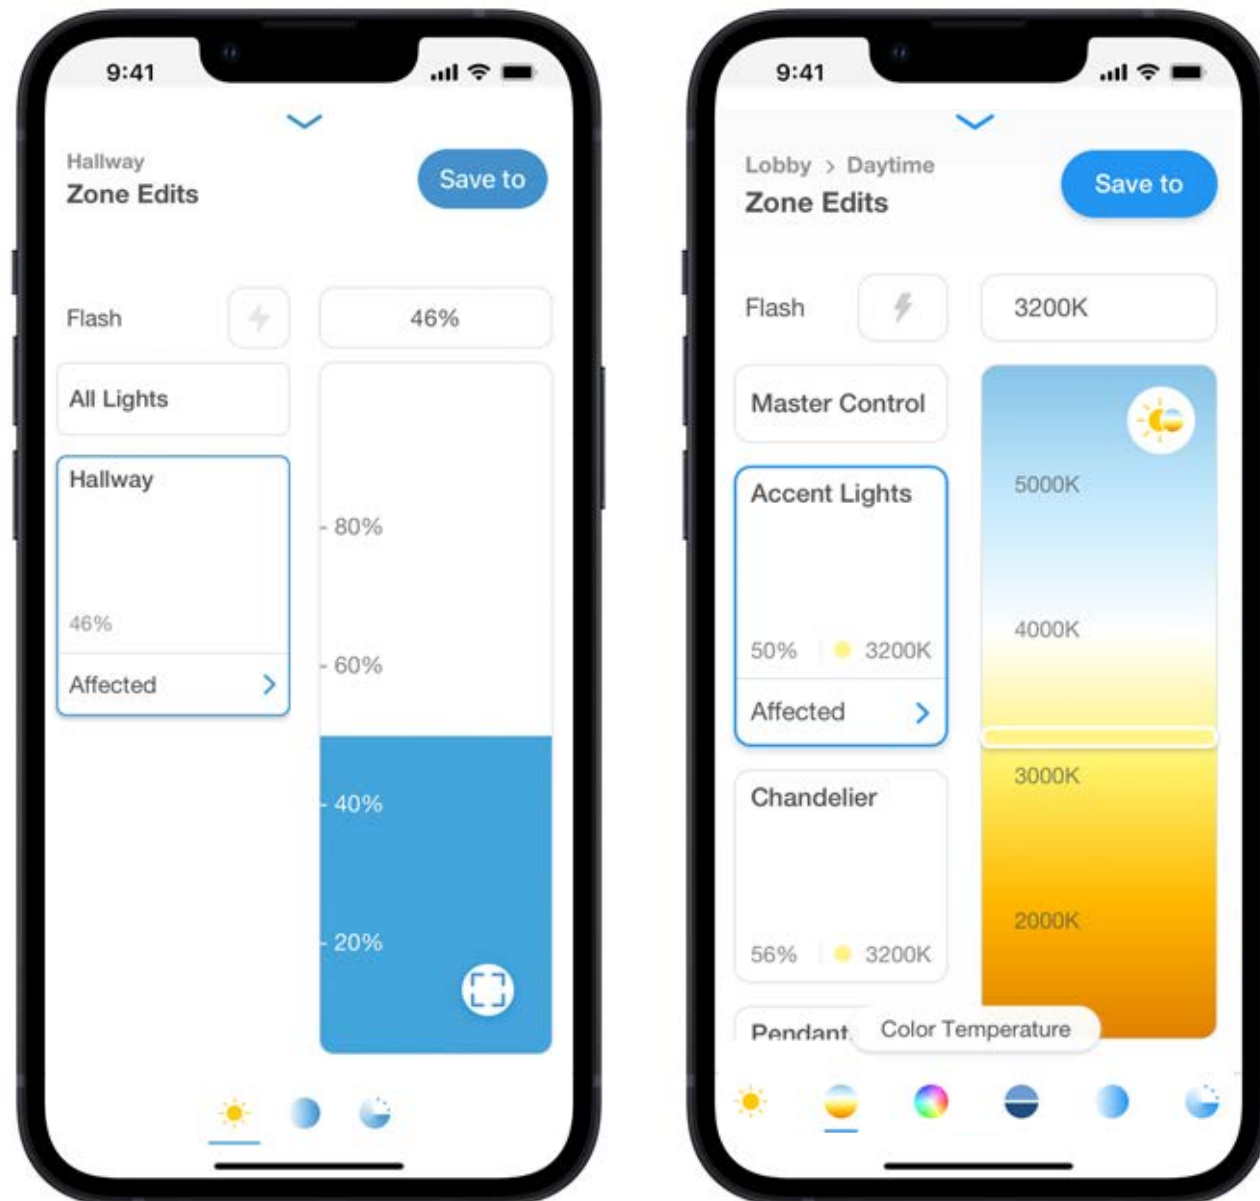 9:41
Hallway
Zone Edits
Save to
Flash
46%
All Lights
Hallway
46%
Affected
- 80%
- 60%
- 40%
- 20%
9:41
Lobby > Daytime
Zone Edits
Save to
Flash
3200K
Master Control
Accent Lights
50% 3200K
Affected
Chandelier
56% 3200K
Pendant
5000K
4000K
3000K
2000K
Color Temperature